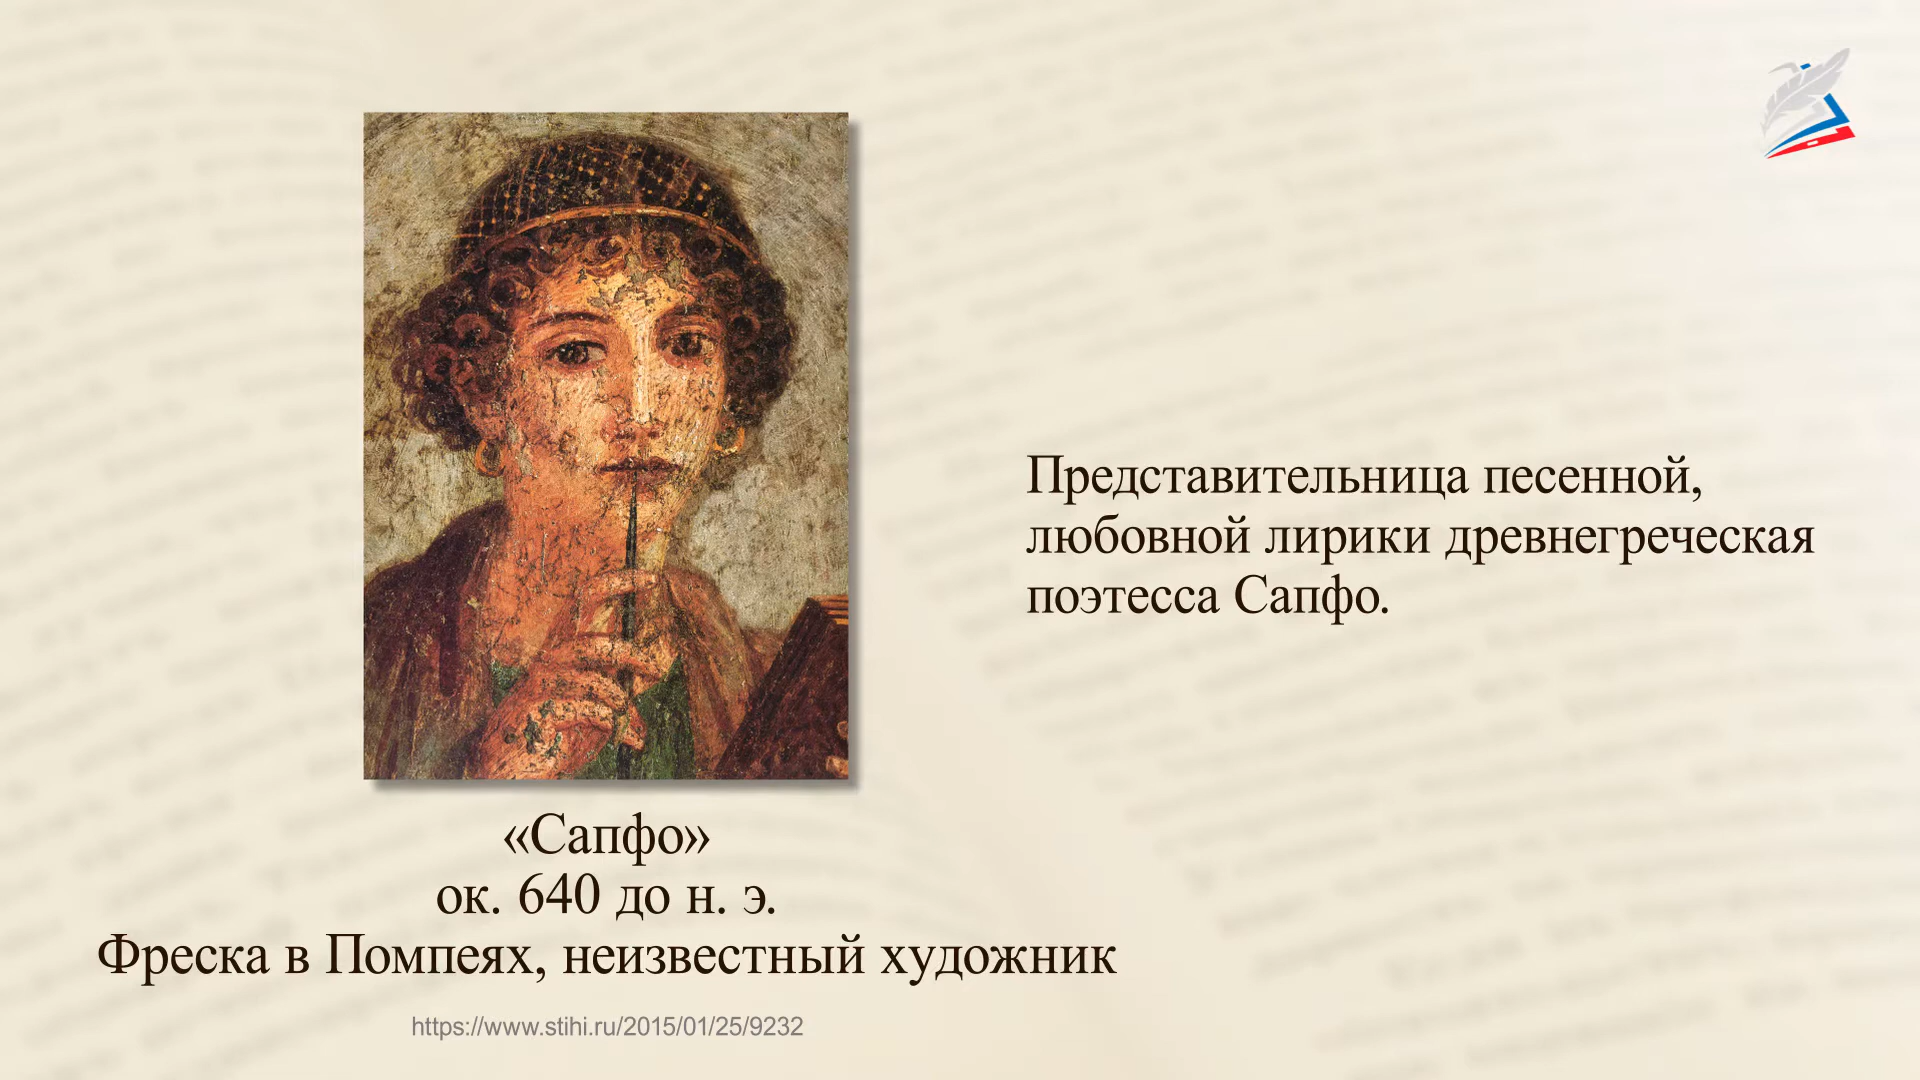 Представительница песенной,
любовной лирики древнегреческая
поэтесса Сапфо.
«Сапфо»
ок. 640 до н. э.
Фреска в Помпеях, неизвестный художник
https://www.stihi.ru/2015/01/25/9232